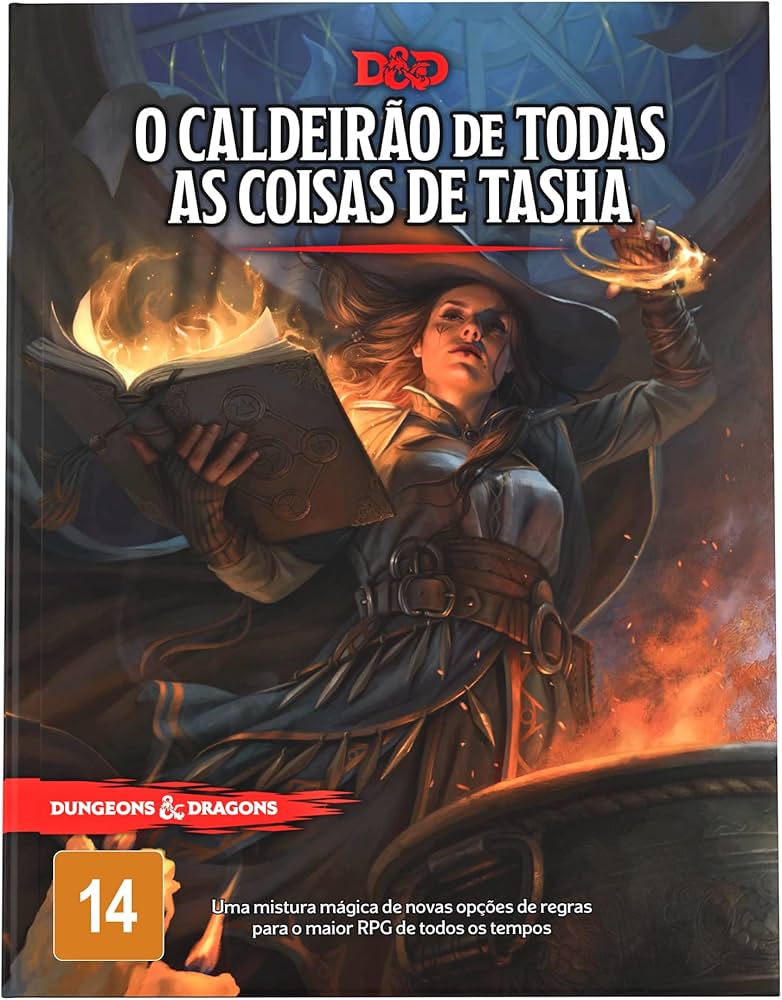 D&D
O CALDEIRÃO DE TODAS
AS COISAS DE TASHA
DUNGEONS & DRAGONS
14
Uma mistura mágica de novas opções de regras
para o maior RPG de todos os tempos